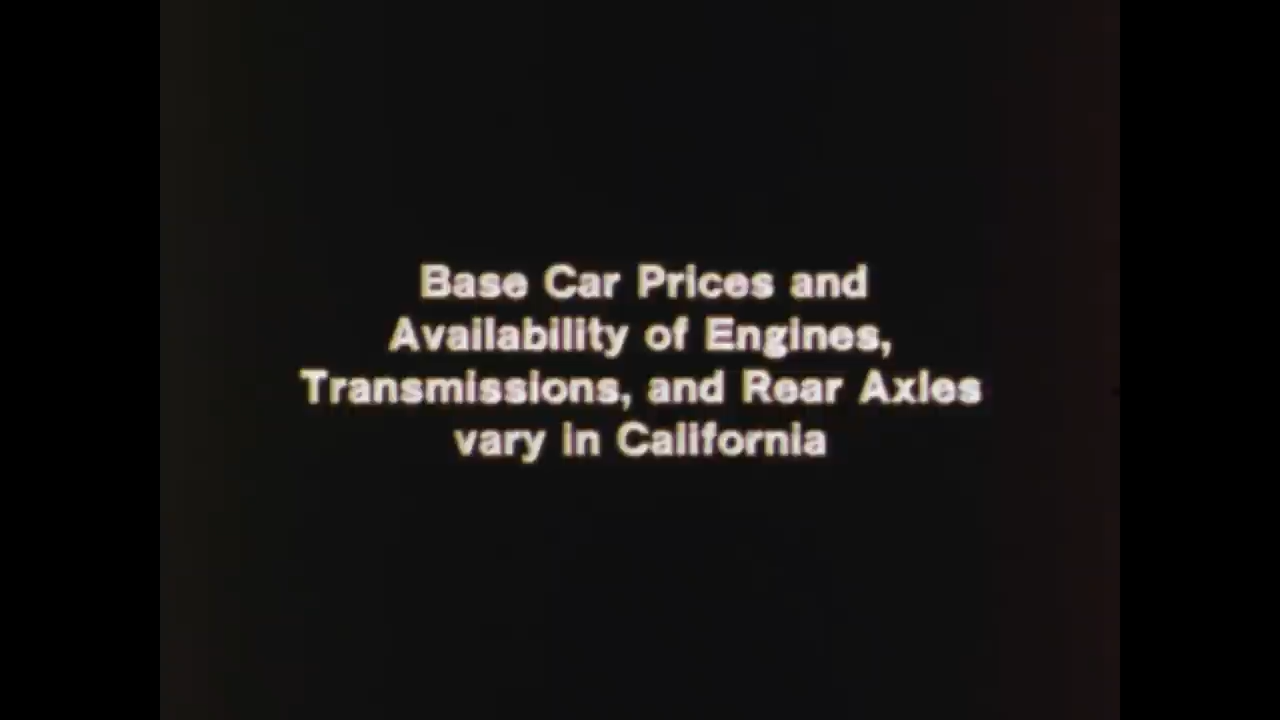 Base Car Prices and
Availability of Engines,
Transmissions, and Rear Axles
vary in California